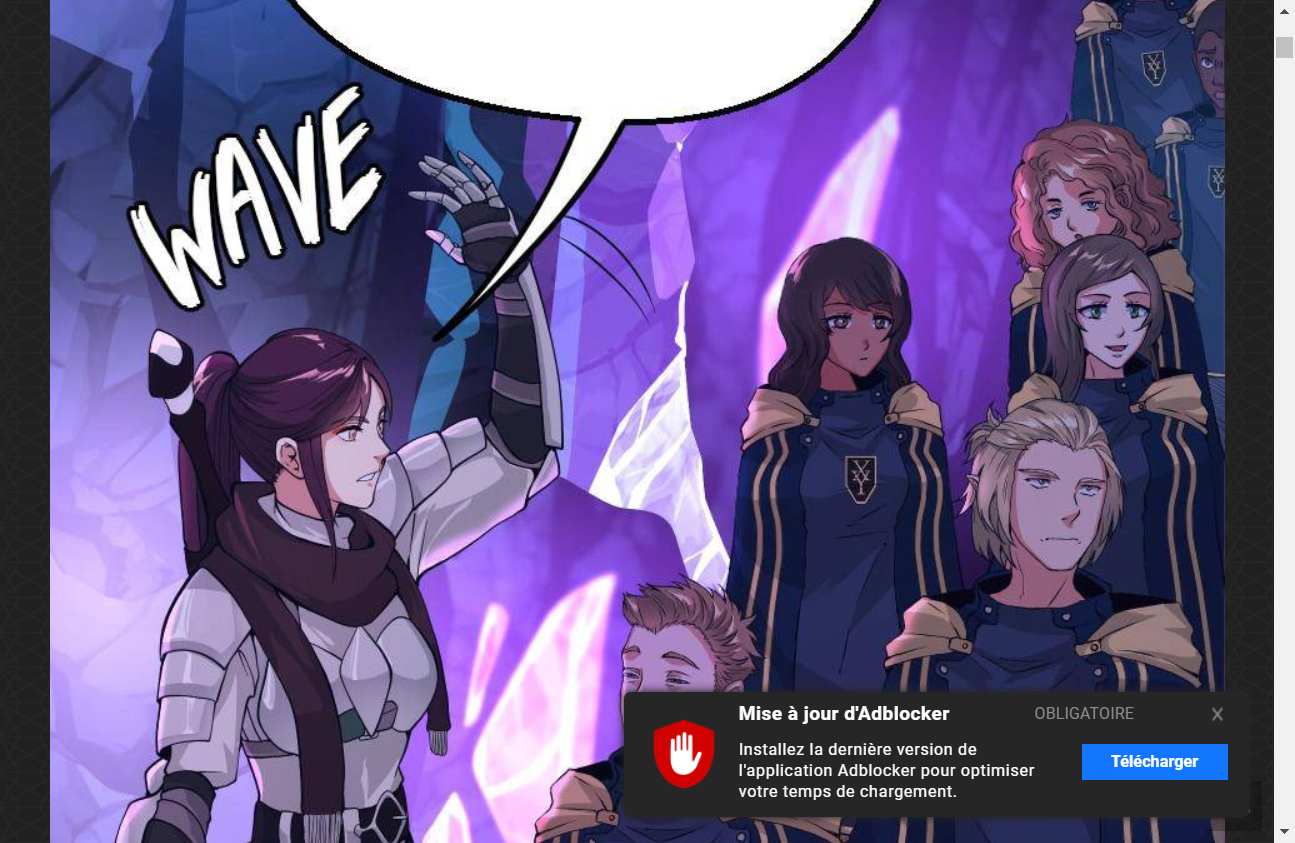 WAVE
Mise à jour d'Adblocker
OBLIGATOIRE
X
Installez la dernière version de
l'application Adblocker pour optimiser
votre temps de chargement.
Télécharger